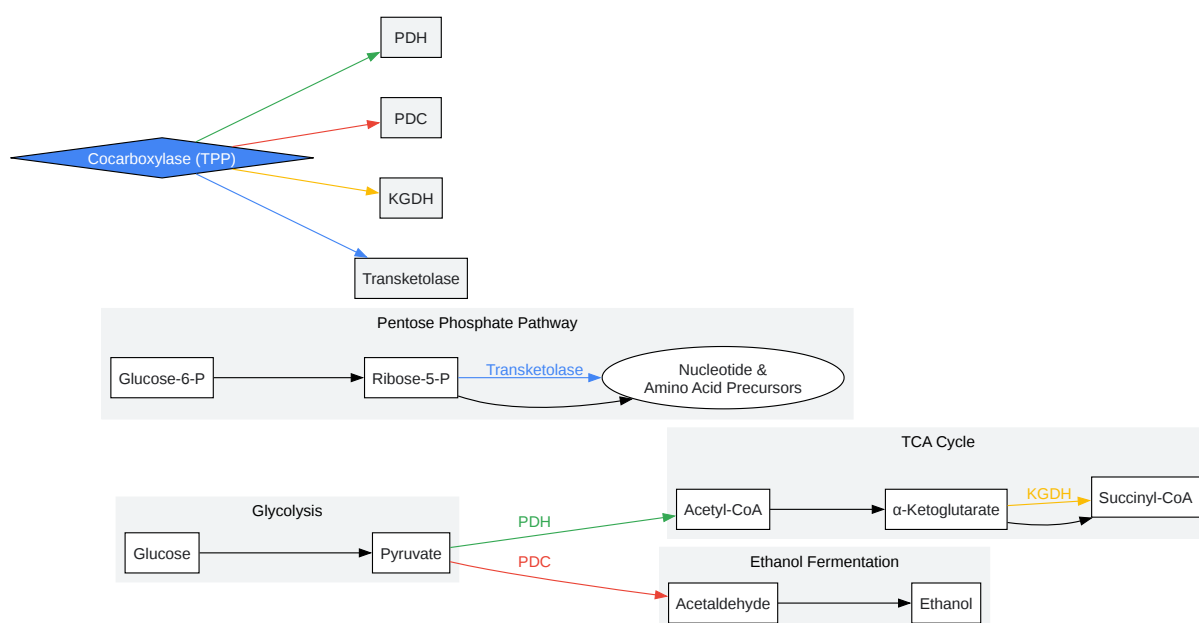 PDH
PDC
Cocarboxylase (TPP)
KGDH
Transketolase
Pentose Phosphate Pathway
Glucose-6-P
Ribose-5-P
Transketolase
Nucleotide &
Amino Acid Precursors
TCA Cycle
Glycolysis
Glucose
Pyruvate
PDH
PDC
Acetyl-CoA
α-Ketoglutarate
KGDH
Succinyl-CoA
Ethanol Fermentation
Acetaldehyde
Ethanol